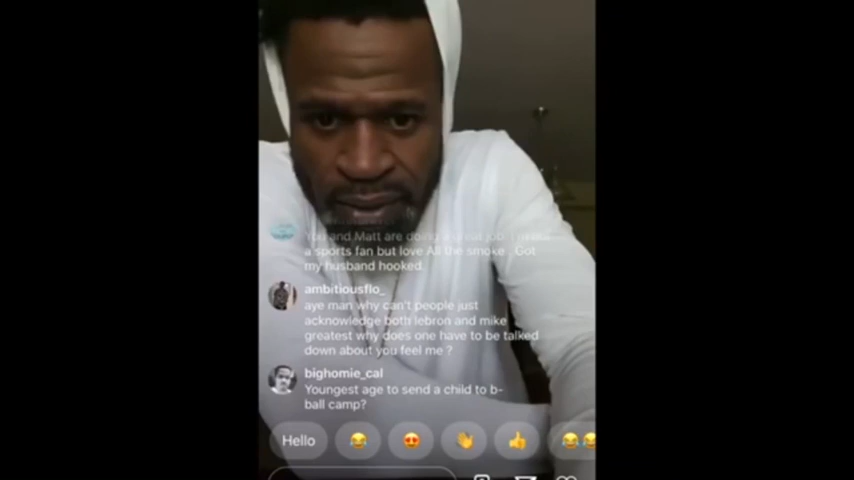 You and Matt are doing a great job. I
a sports fan but love All the smoke . Got
my husband hooked
ambitiousflo_
aye man why can't people just
acknowledge both lebron and mike
greatest why does one have to be talked
down about you feel me ?
bighomie_cal
Youngest age to send a child to b-
ball camp?
Hello